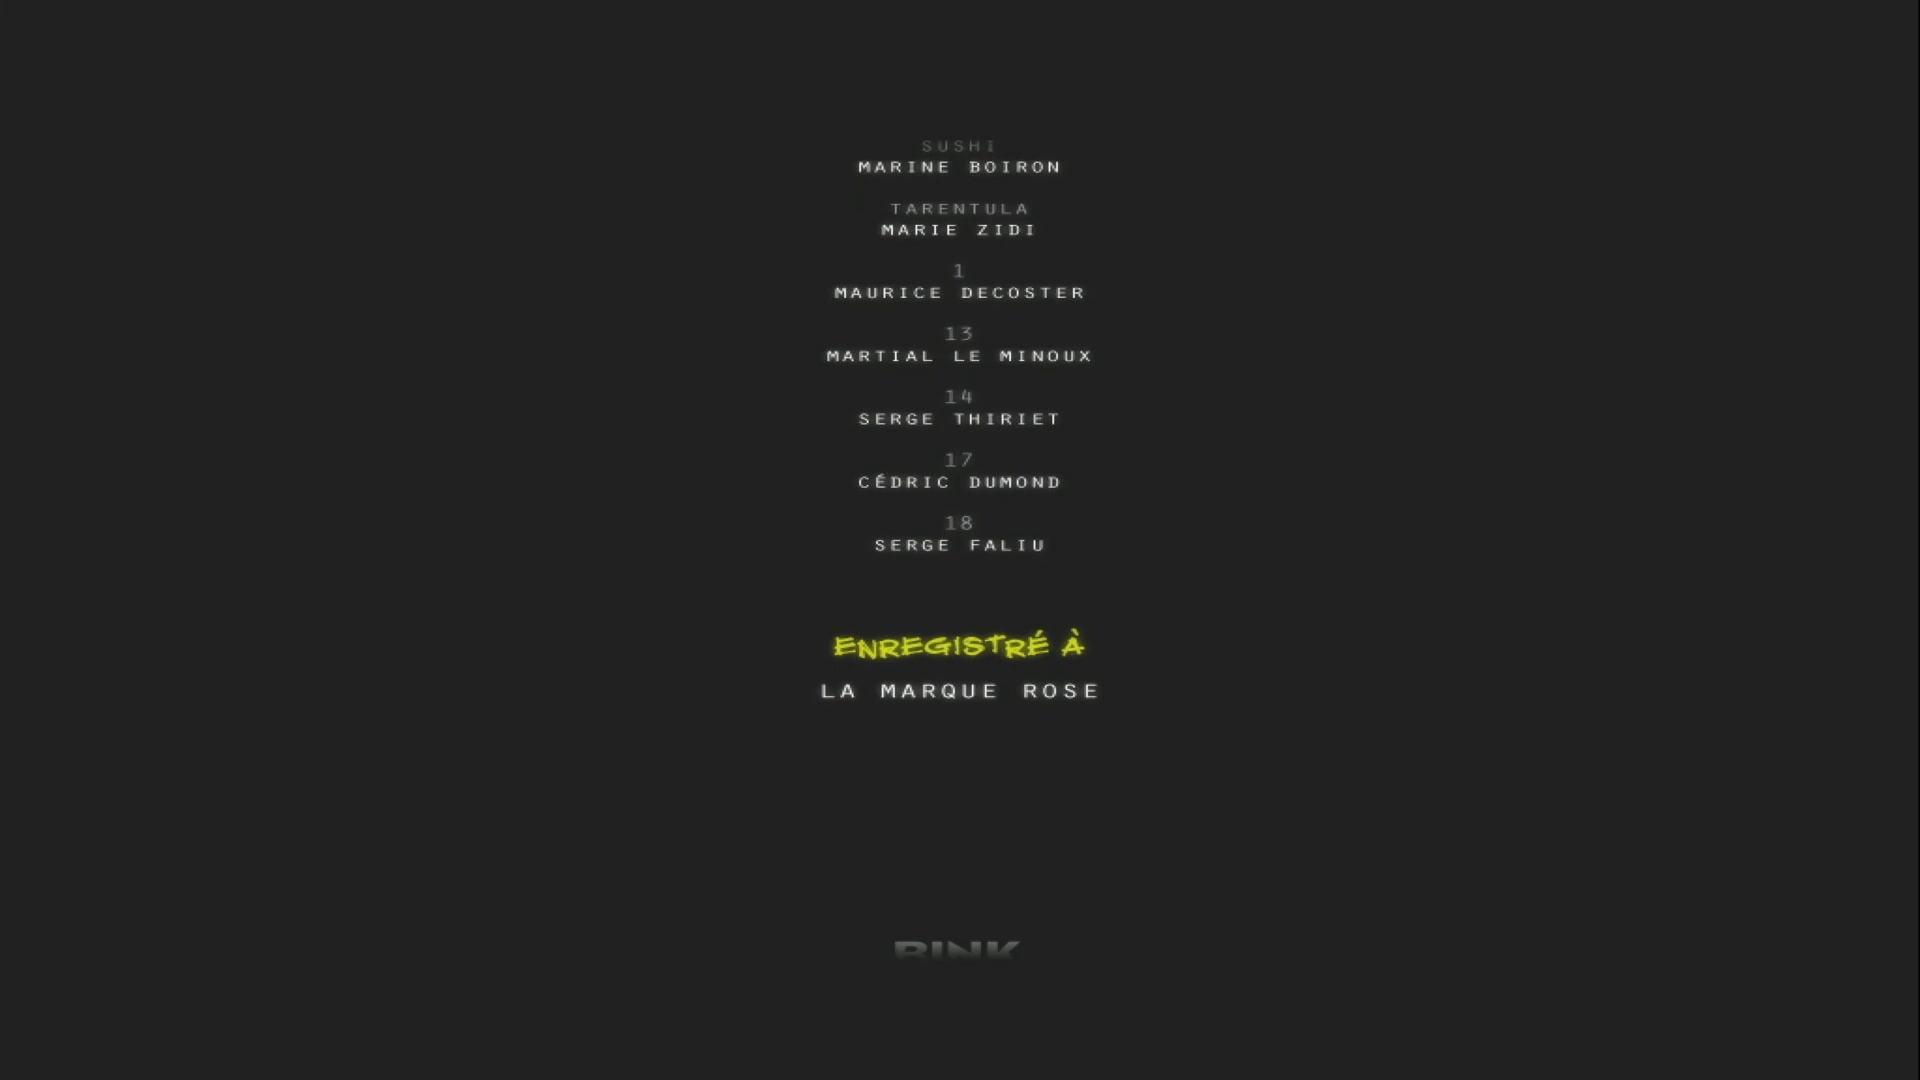 SUSHI
MARINE BOIRON
TARENTULA
MARIE ZIDI
1
MAURICE DECOSTER
13
MARTIAL LE MINOUX
14
SERGE THIRIET
17
CÉDRIC DUMOND
18
SERGE FALIU
ENREGISTRÉ À
LA MARQUE ROSE